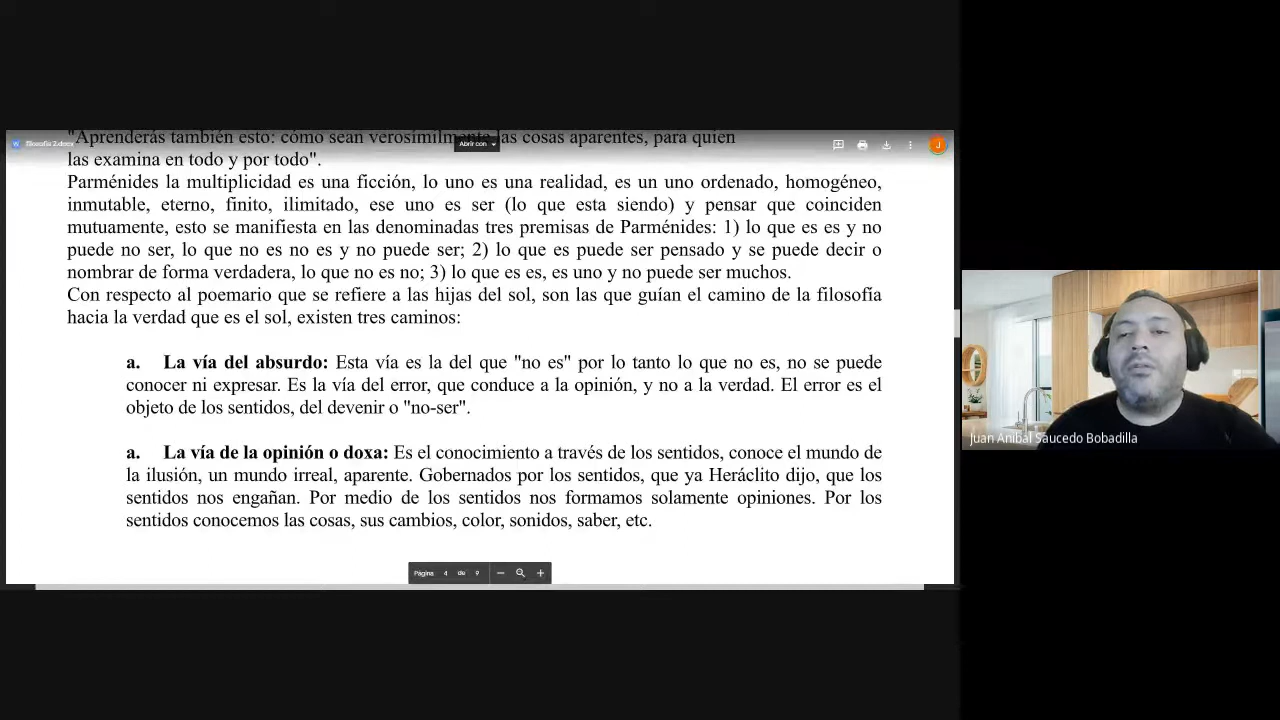 "Aprenderás también esto: cómo sean verosímilmente las cosas aparentes, para quien
Filosofía 2.docx
Abrir con
las examina en todo y por todo".
Parménides la multiplicidad es una ficción, lo uno es una realidad, es un uno ordenado, homogéneo,
inmutable, eterno, finito, ilimitado, ese uno es ser (lo que esta siendo) y pensar que coinciden
mutuamente, esto se manifiesta en las denominadas tres premisas de Parménides: 1) lo que es es y no
puede no ser, lo que no es no es y no puede ser; 2) lo que es puede ser pensado y se puede decir o
nombrar de forma verdadera, lo que no es no; 3) lo que es es, es uno y no puede ser muchos.
Con respecto al poemario que se refiere a las hijas del sol, son las que guían el camino de la filosofía
hacia la verdad que es el sol, existen tres caminos:
a. La vía del absurdo: Esta vía es la del que "no es" por lo tanto lo que no es, no se puede
conocer ni expresar. Es la vía del error, que conduce a la opinión, y no a la verdad. El error es el
objeto de los sentidos, del devenir o "no-ser".
a. La vía de la opinión o doxa: Es el conocimiento a través de los sentidos, conoce el mundo de
la ilusión, un mundo irreal, aparente. Gobernados por los sentidos, que ya Heráclito dijo, que los
sentidos nos engañan. Por medio de los sentidos nos formamos solamente opiniones. Por los
sentidos conocemos las cosas, sus cambios, color, sonidos, saber, etc.
Página 4 de 9
J
W
Juan Anibal Saucedo Bobadilla